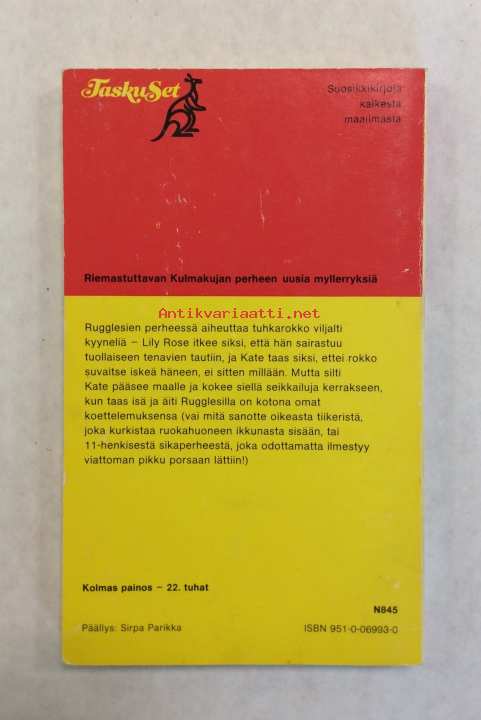 TaskuSet
Suosikkikirjoja
kaikesta
maailmasta
Riemastuttavan Kulmakujan perheen uusia myllerryksiä
Antikvariaatti.net
Rugglesien perheessä aiheuttaa tuhkarokko viljalti
kyyneliä – Lily Rose itkee siksi, että hän sairastuu
tuollaiseen tenavien tautiin, ja Kate taas siksi, ettei rokko
suvaitse iskeä häneen, ei sitten millään. Mutta silti
Kate pääsee maalle ja kokee siellä seikkailuja kerrakseen,
kun taas isä ja äiti Rugglesilla on kotona omat
koettelemuksensa (vai mitä sanotte oikeasta tiikeristä,
joka kurkistaa ruokahuoneen ikkunasta sisään, tai
11-henkisestä sikaperheestä, joka odottamatta ilmestyy
viattoman pikku porsaan lättiin!)
Kolmas painos – 22. tuhat
N845
Päällys: Sirpa Parikka
ISBN 951-0-06993-0